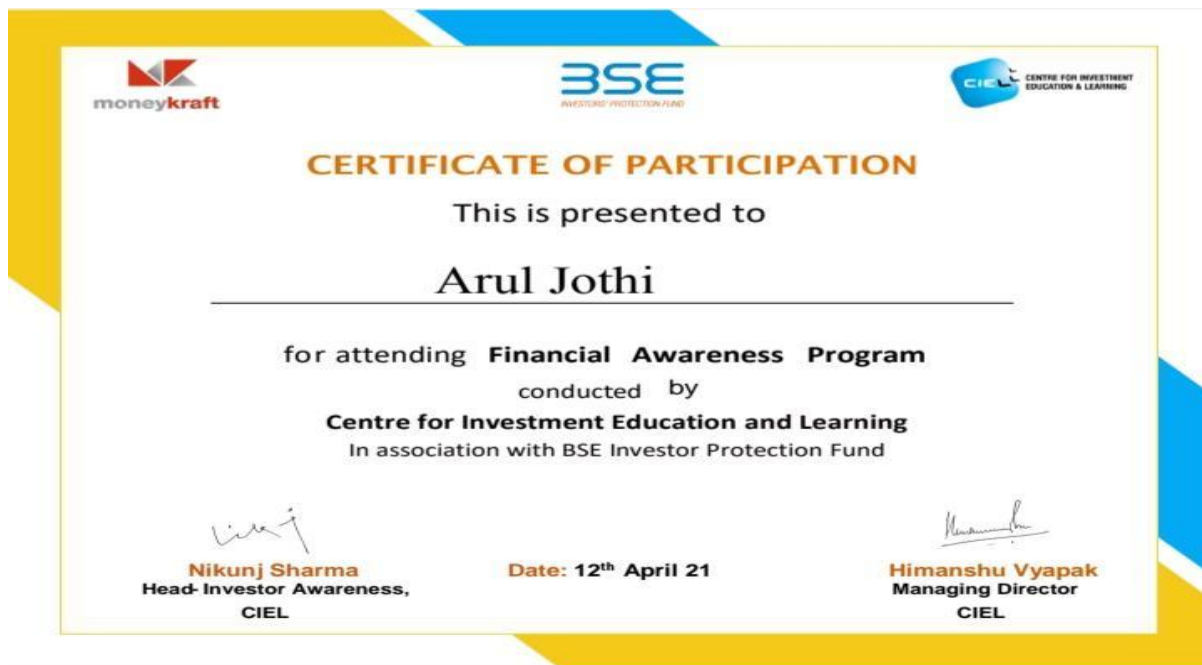 moneykraft
BSE
INVESTORS' PROTECTION FUND
CIEL
CENTRE FOR INVESTMENT
EDUCATION & LEARNING
CERTIFICATE OF PARTICIPATION
This is presented to
Arul Jothi
for attending Financial Awareness Program
conducted by
Centre for Investment Education and Learning
In association with BSE Investor Protection Fund
Nikunj Sharma
Head- Investor Awareness,
CIEL
Date: 12th April 21
Himanshu Vyapak
Managing Director
CIEL